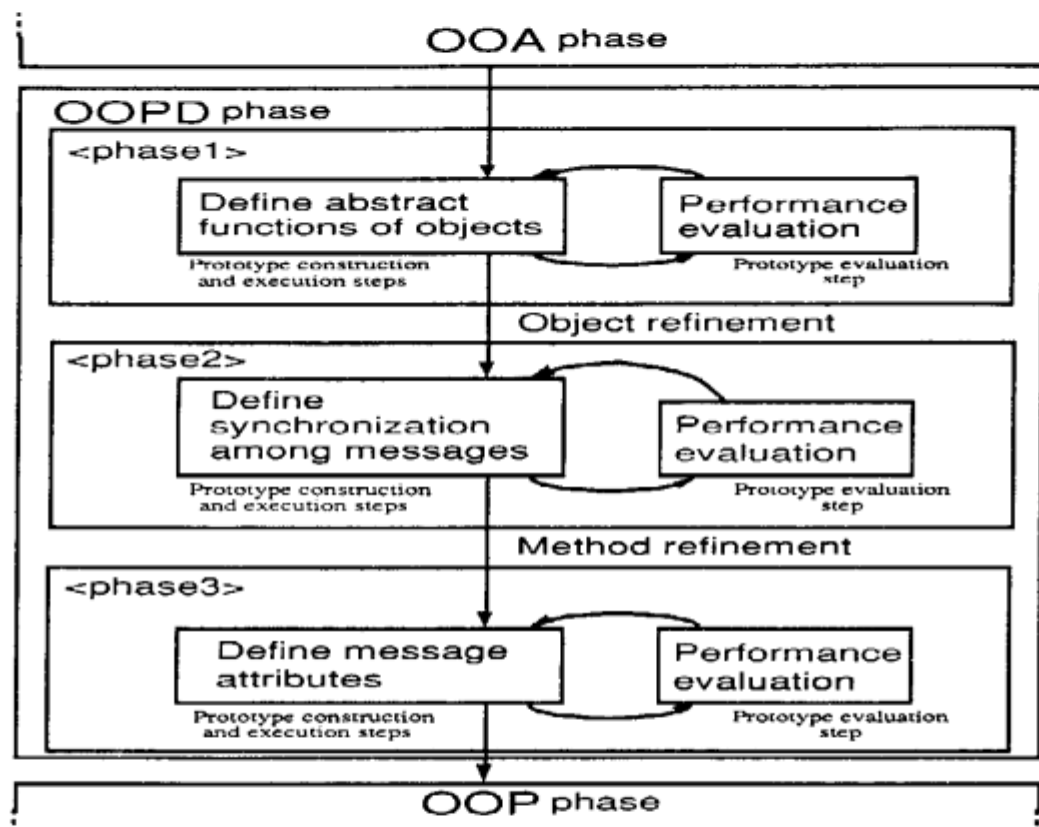 OOA phase
OOPD phase
<phase1>
Define abstract
functions of objects
Performance
evaluation
Prototype construction
and execution steps
Prototype evaluation
step
Object refinement
<phase2>
Define
synchronization
among messages
Performance
evaluation
Prototype construction
and execution steps
Prototype evaluation
step
Method refinement
<phase3>
Define message
attributes
Performance
evaluation
Prototype construction
and execution steps
Prototype evaluation
step
OOP phase